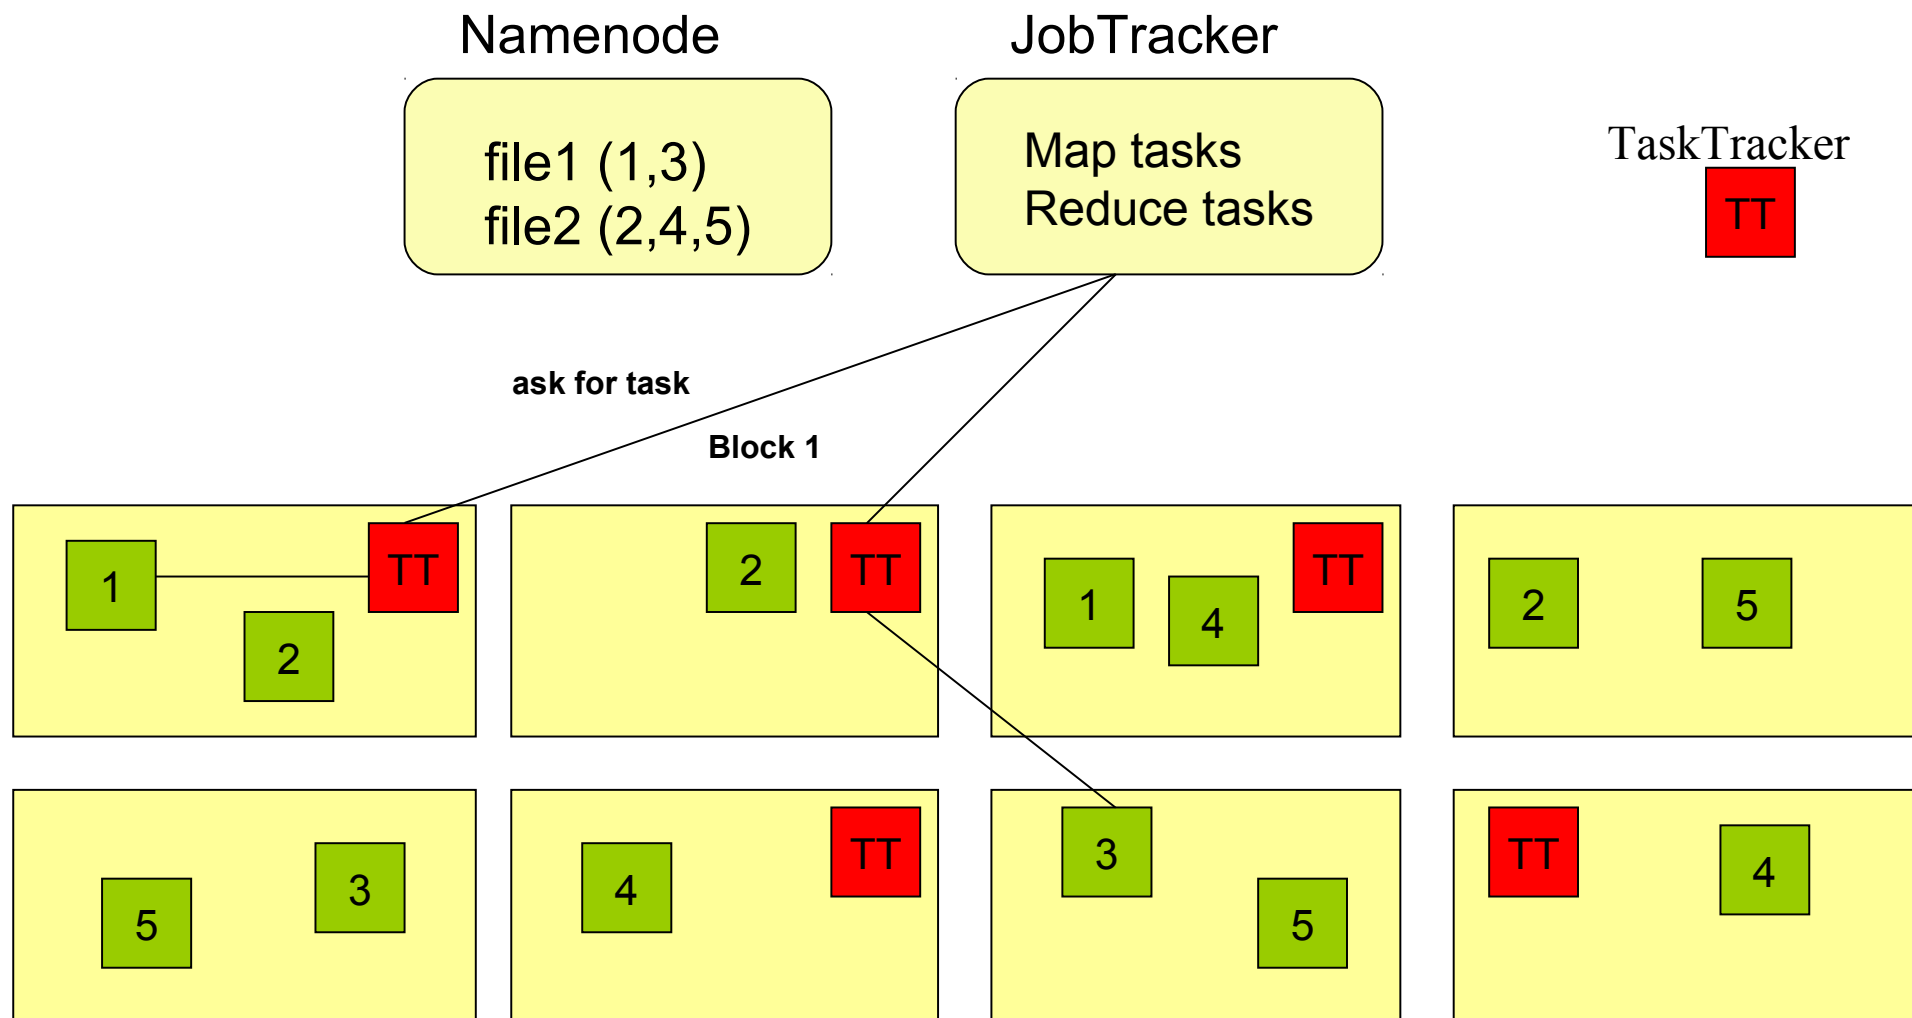 Namenode
JobTracker
file1 (1,3)
file2 (2,4,5)
Map tasks
Reduce tasks
TaskTracker
TT
ask for task
Block 1
1
2
TT
2
TT
1
4
TT
2
5
5
3
4
TT
3
5
TT
4